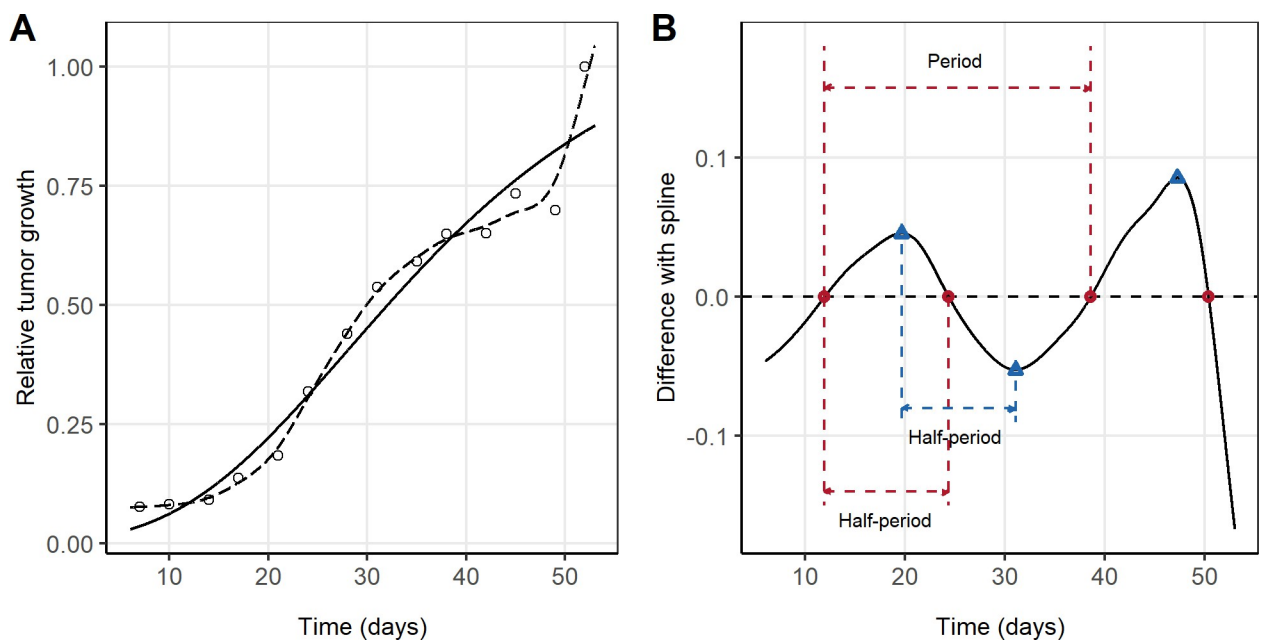 A
Relative tumor growth
1.00
0.75
0.50
0.25
0.00
10 20 30 40 50
Time (days)
B
Difference with spline
0.1
0.0
-0.1
Period
Half-period
Half-period
10 20 30 40 50
Time (days)